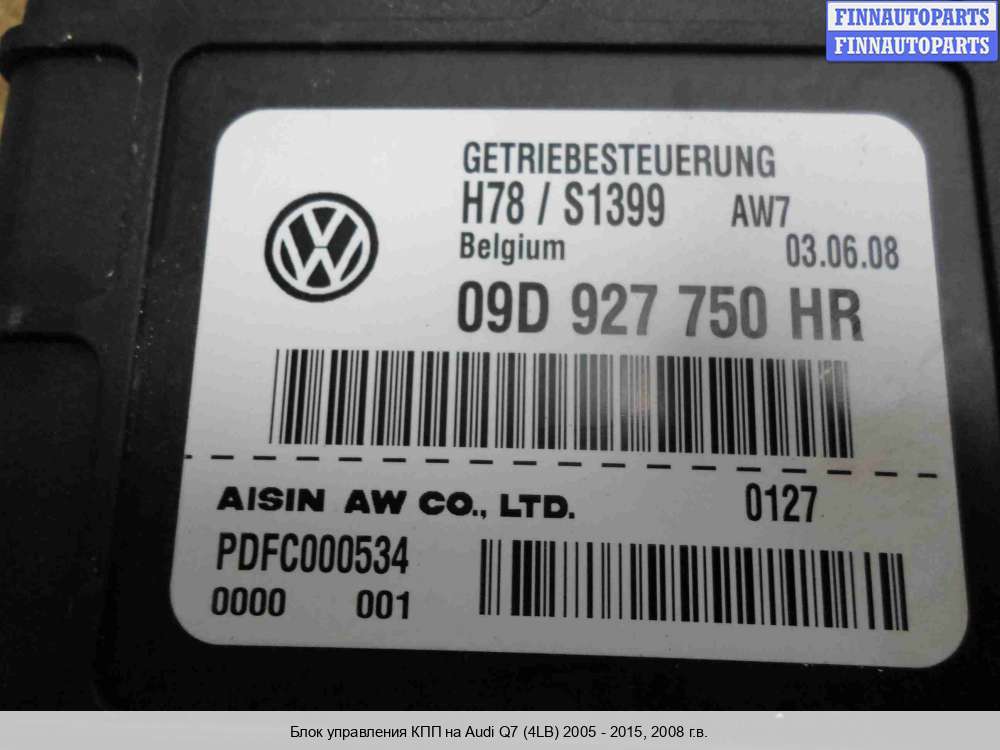 FINNAUTOPARTS
FINNAUTOPARTS
GETRIEBESTEUERUNG
H78 / S1399 AW7
Belgium 03.06.08
09D 927 750 HR
AISIN AW CO., LTD. 0127
PDFC000534
0000 001
Блок управления КПП на Audi Q7 (4LB) 2005 - 2015, 2008 г.в.